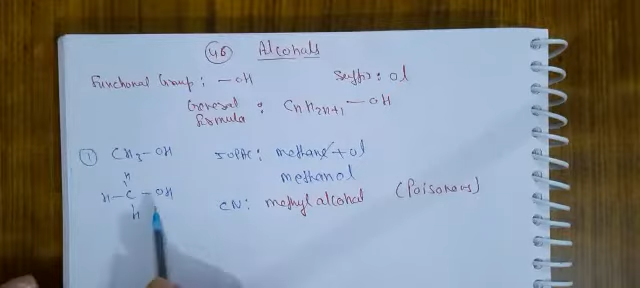 46 Alcohols
Functional Group: -OH Suffix: ol
General Formula : CnH2n+1-OH
① CH3-OH IUPAC: methane+ol
methanol
H
H-C-OH
H
CN: methyl alcohol (Poisonous)